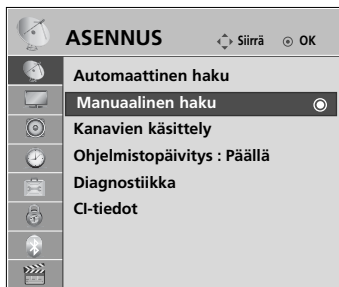 ASENNUS Siirrä OK
Automaattinen haku
Manuaalinen haku
Kanavien käsittely
Ohjelmistopäivitys : Päällä
Diagnostiikka
CI-tiedot